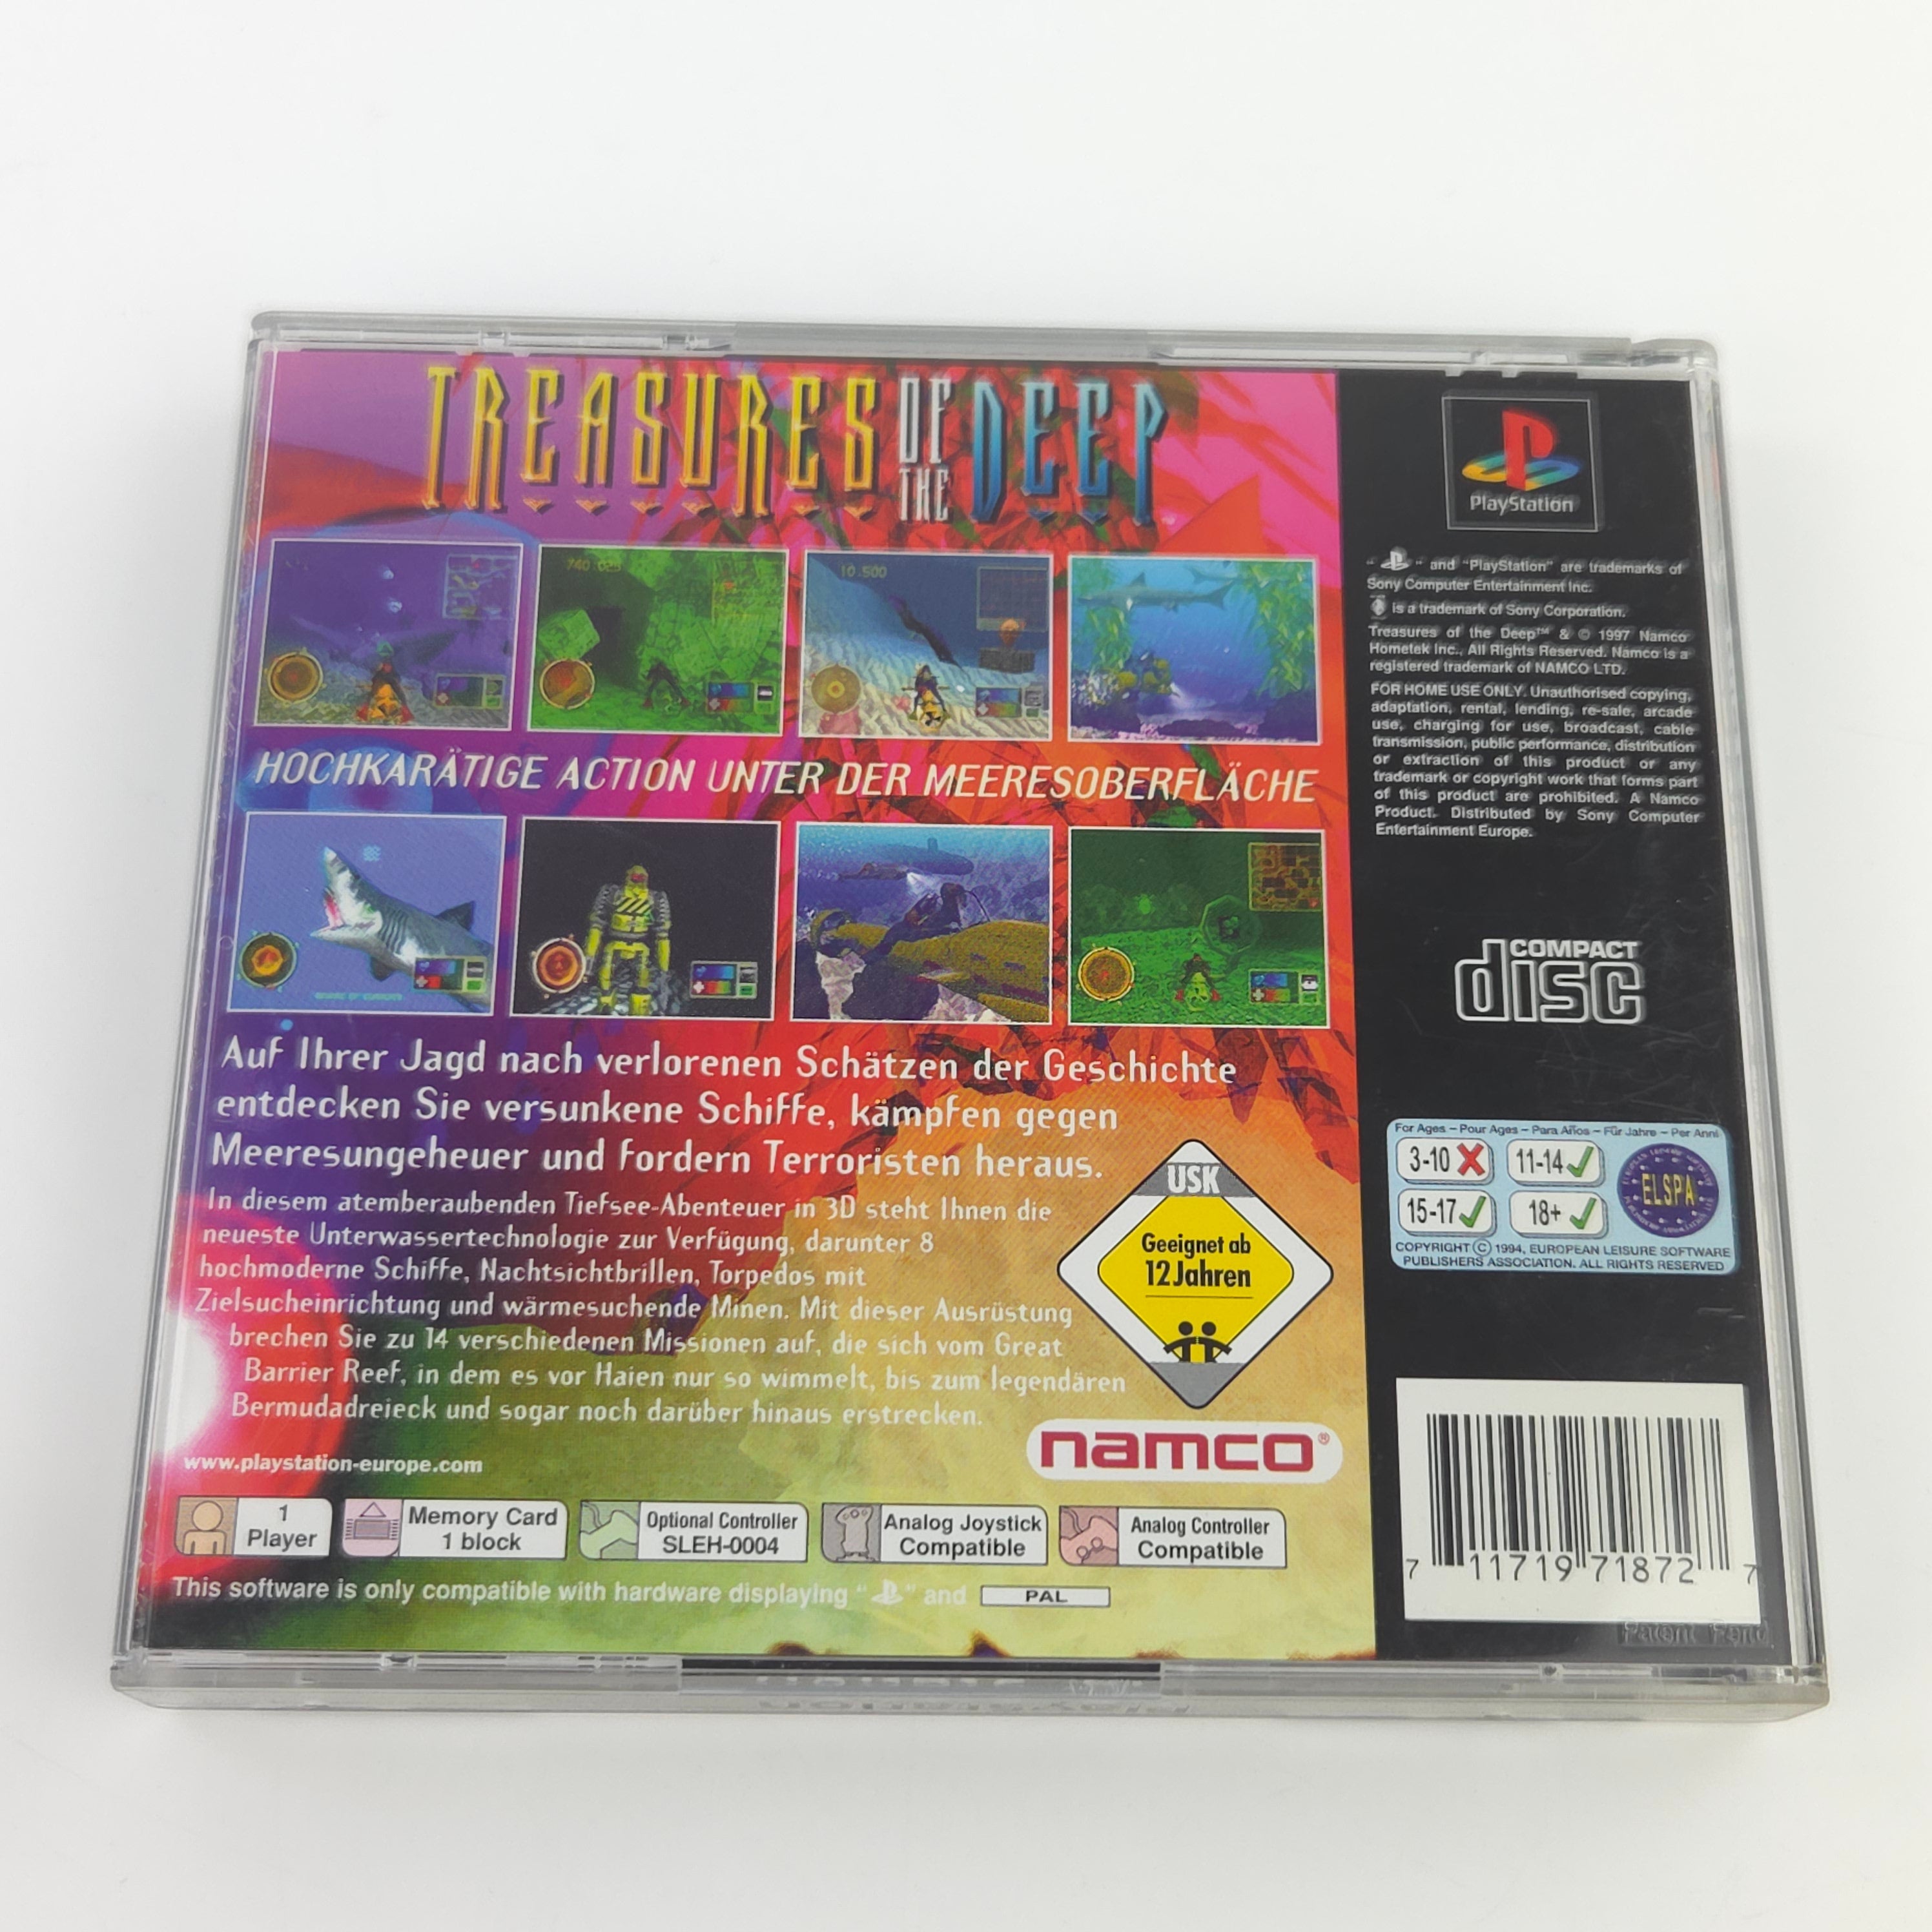 TREASURES OF THE DEEP
740.025
10.500
HOCHKARÄTIGE ACTION UNTER DER MEERESOBERFLÄCHE
Auf Ihrer Jagd nach verlorenen Schätzen der Geschichte
entdecken Sie versunkene Schiffe, kämpfen gegen
Meeresungeheuer und fordern Terroristen heraus.
In diesem atemberaubenden Tiefsee-Abenteuer in 3D steht Ihnen die
neueste Unterwassertechnologie zur Verfügung, darunter 8
hochmoderne Schiffe, Nachtsichtbrillen, Torpedos mit
Zielsucheinrichtung und wärmesuchende Minen. Mit dieser Ausrüstung
brechen Sie zu 14 verschiedenen Missionen auf, die sich vom Great
Barrier Reef, in dem es vor Haien nur so wimmelt, bis zum legendären
Bermudadreieck und sogar noch darüber hinaus erstrecken.
USK
Geeignet ab
12 Jahren
namco®
www.playstation-europe.com
1
Player
Memory Card
1 block
Optional Controller
SLEH-0004
Analog Joystick
Compatible
Analog Controller
Compatible
This software is only compatible with hardware displaying " " and PAL
PlayStation
" " and "PlayStation" are trademarks of
Sony Computer Entertainment Inc.
is a trademark of Sony Corporation.
Treasures of the Deep™ & © 1997 Namco
Hometek Inc., All Rights Reserved. Namco is a
registered trademark of NAMCO LTD.
FOR HOME USE ONLY. Unauthorised copying,
adaptation, rental, lending, re-sale, arcade
use, charging for use, broadcast, cable
transmission, public performance, distribution
or extraction of this product or any
trademark or copyright work that forms part
of this product are prohibited. A Namco
Product. Distributed by Sony Computer
Entertainment Europe.
COMPACT
disc
For Ages – Pour Ages – Para Años – Für Jahre – Per Anni
3-10 11-14
15-17 18+
ELSPA
COPYRIGHT © 1994, EUROPEAN LEISURE SOFTWARE
PUBLISHERS ASSOCIATION. ALL RIGHTS RESERVED
7 11719 71872 7
Patent Pend